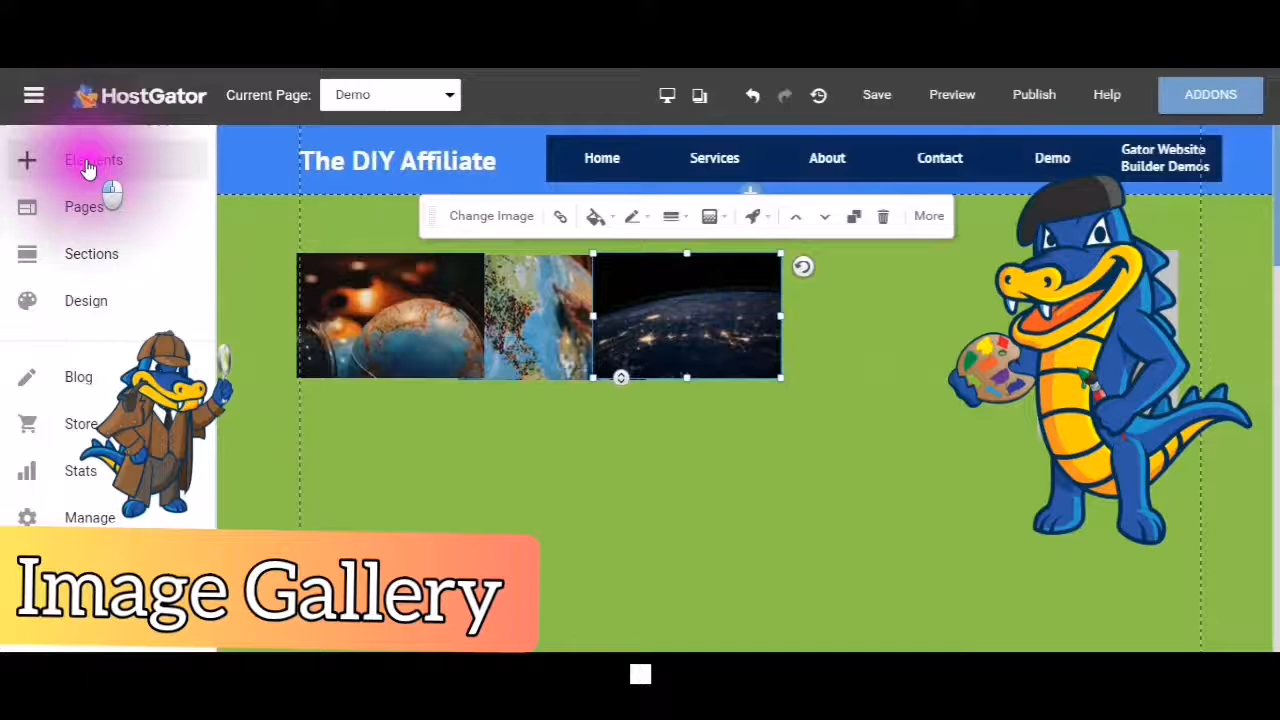 HostGator
Current Page:
Demo
Save
Preview
Publish
Help
ADDONS
Elements
Pages
Sections
Design
Blog
Store
Stats
Manage
The DIY Affiliate
Home
Services
About
Contact
Demo
Gator Website
Builder Demos
Change Image
More
Image Gallery